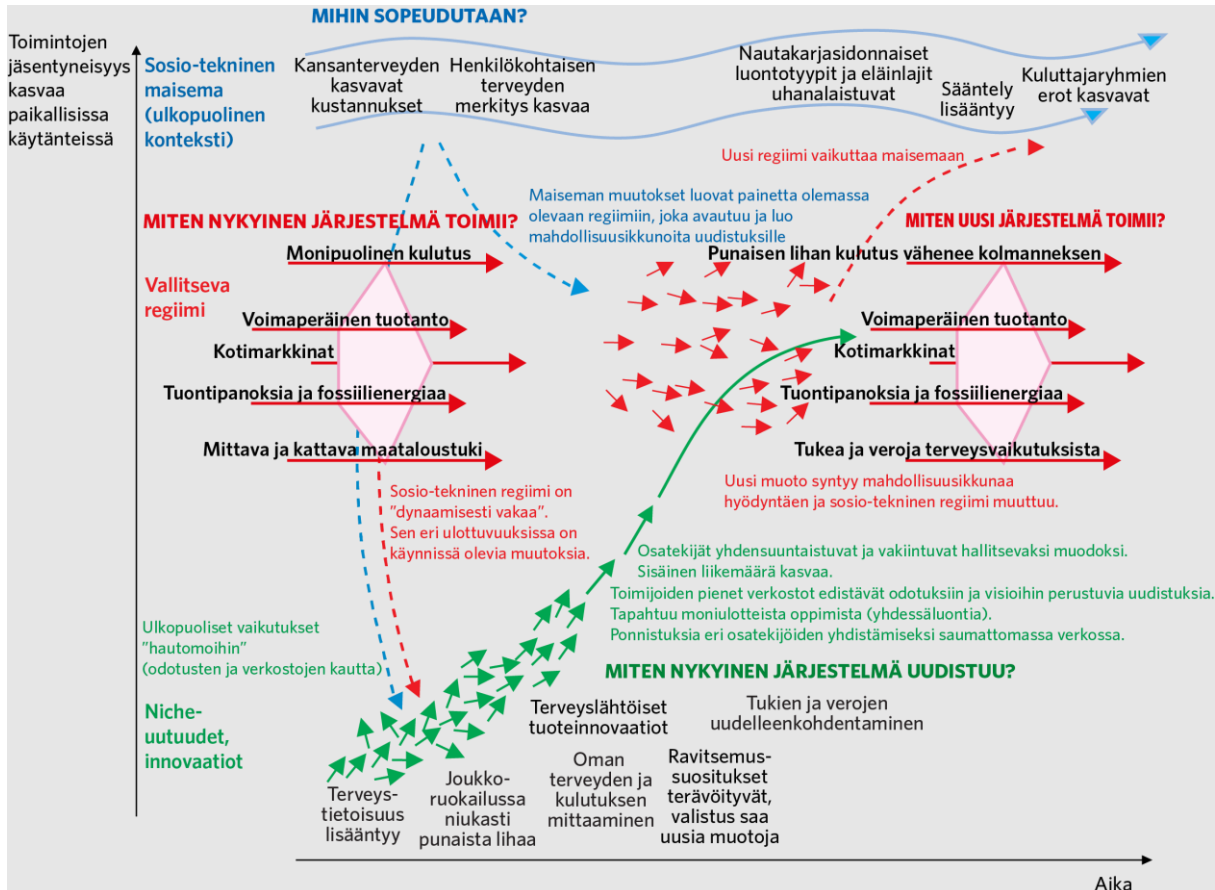 MIHIN SOPEUDUTAAN?
Toimintojen
jäsentyneisyys
kasvaa
paikallisissa
käytänteissä
Sosio-tekninen
maisema
(ulkopuolinen
konteksti)
Kansanterveyden
kasvavat
kustannukset
Henkilökohtaisen
terveyden
merkitys kasvaa
Nautakarjasidonnaiset
luontotyypit ja eläinlajit
uhanalaistuvat
Sääntely
lisääntyy
Kuluttajaryhmien
erot kasvavat
Uusi regiimi vaikuttaa maisemaan
Maiseman muutokset luovat painetta olemassa
olevaan regiimiin, joka avautuu ja luo
mahdollisuusikkunoita uudistuksille
MITEN NYKYINEN JÄRJESTELMÄ TOIMII?
MITEN UUSI JÄRJESTELMÄ TOIMII?
Vallitseva
regiimi
Monipuolinen kulutus
Voimaperäinen tuotanto
Kotimarkkinat
Tuontipanoksia ja fossiilienergiaa
Mittava ja kattava maataloustuki
Punaisen lihan kulutus vähenee kolmanneksen
Voimaperäinen tuotanto
Kotimarkkinat
Tuontipanoksia ja fossiilienergiaa
Tukea ja veroja terveysvaikutuksista
Sosio-tekninen regiimi on
"dynaamisesti vakaa".
Sen eri ulottuvuuksissa on
käynnissä olevia muutoksia.
Uusi muoto syntyy mahdollisuusikkunaa
hyödyntäen ja sosio-tekninen regiimi muuttuu.
Osatekijät yhdensuuntaistuvat ja vakiintuvat hallitsevaksi muodoksi.
Sisäinen liikemäärä kasvaa.
Toimijoiden pienet verkostot edistävät odotuksiin ja visioihin perustuvia uudistuksia.
Tapahtuu moniulotteista oppimista (yhdessäluontia).
Ponnistuksia eri osatekijöiden yhdistämiseksi saumattomassa verkossa.
Ulkopuoliset vaikutukset
"hautomoihin"
(odotusten ja verkostojen kautta)
MITEN NYKYINEN JÄRJESTELMÄ UUDISTUU?
Niche-
uutuudet,
innovaatiot
Terveys-
tietoisuus
lisääntyy
Joukko-
ruokailussa
niukasti
punaista lihaa
Terveyslähtöiset
tuoteinnovaatiot
Oman
terveyden ja
kulutuksen
mittaaminen
Tukien ja verojen
uudelleenkohdentaminen
Ravitsemus-
suositukset
terävöityvät,
valistus saa
uusia muotoja
Aika